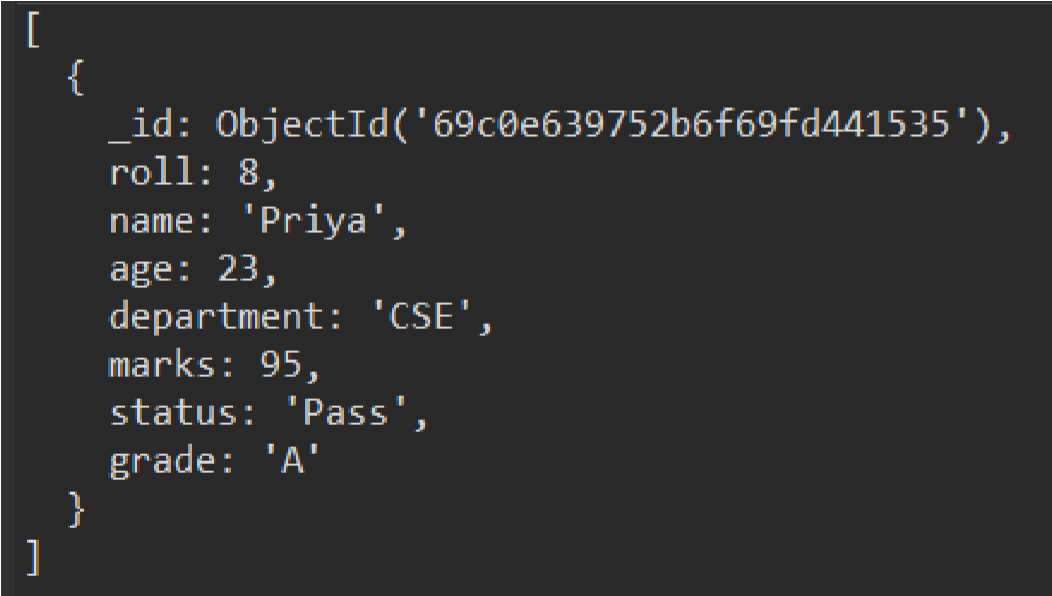 [
  {
    _id: ObjectId('69c0e639752b6f69fd441535'),
    roll: 8,
    name: 'Priya',
    age: 23,
    department: 'CSE',
    marks: 95,
    status: 'Pass',
    grade: 'A'
  }
]